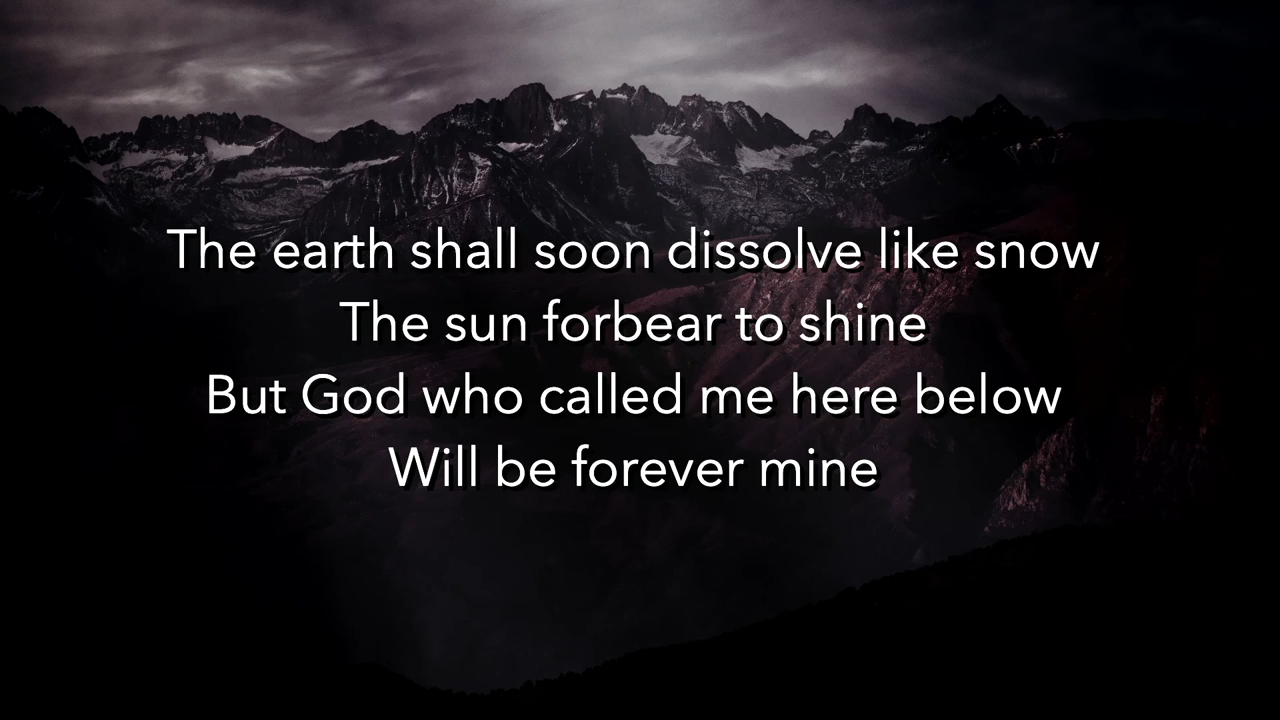 The earth shall soon dissolve like snow
The sun forbear to shine
But God who called me here below
Will be forever mine